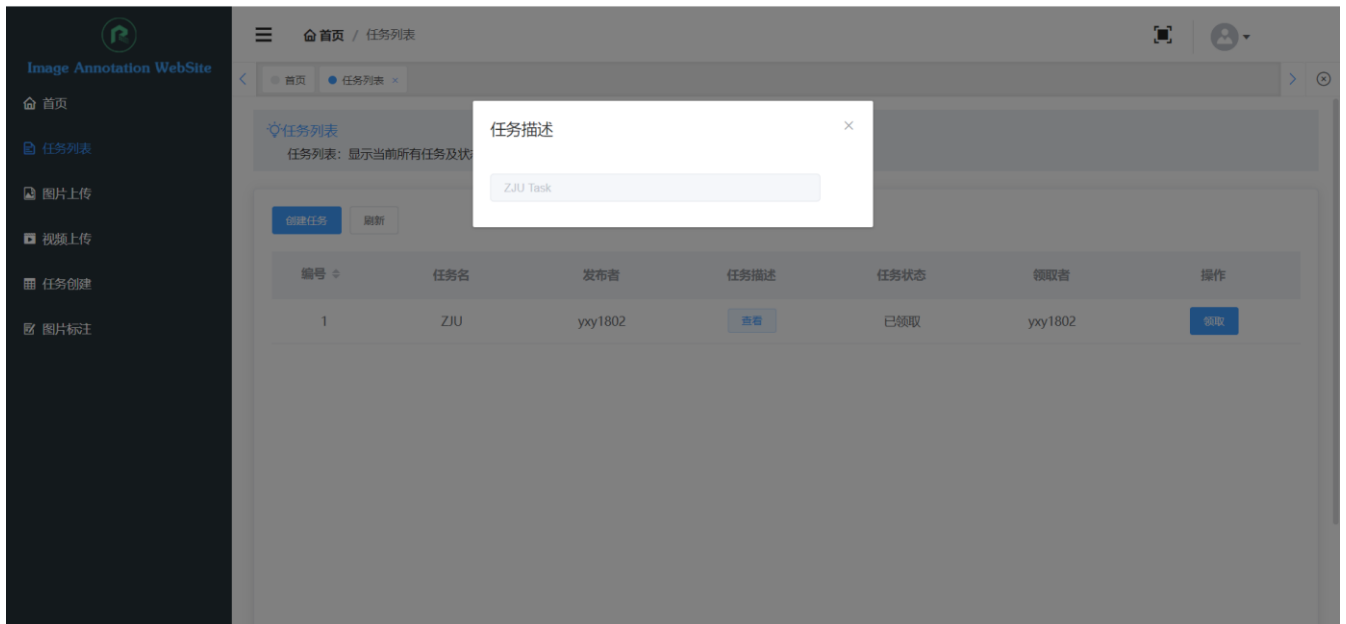 Image Annotation WebSite
首页
任务列表
图片上传
视频上传
任务创建
图片标注
首页 / 任务列表
首页
任务列表 ×
任务列表
任务列表：显示当前所有任务及状
任务描述 ×
ZJU Task
创建任务 刷新
编号 任务名 发布者 任务描述 任务状态 领取者 操作
1 ZJU yxy1802 查看 已领取 yxy1802 领取